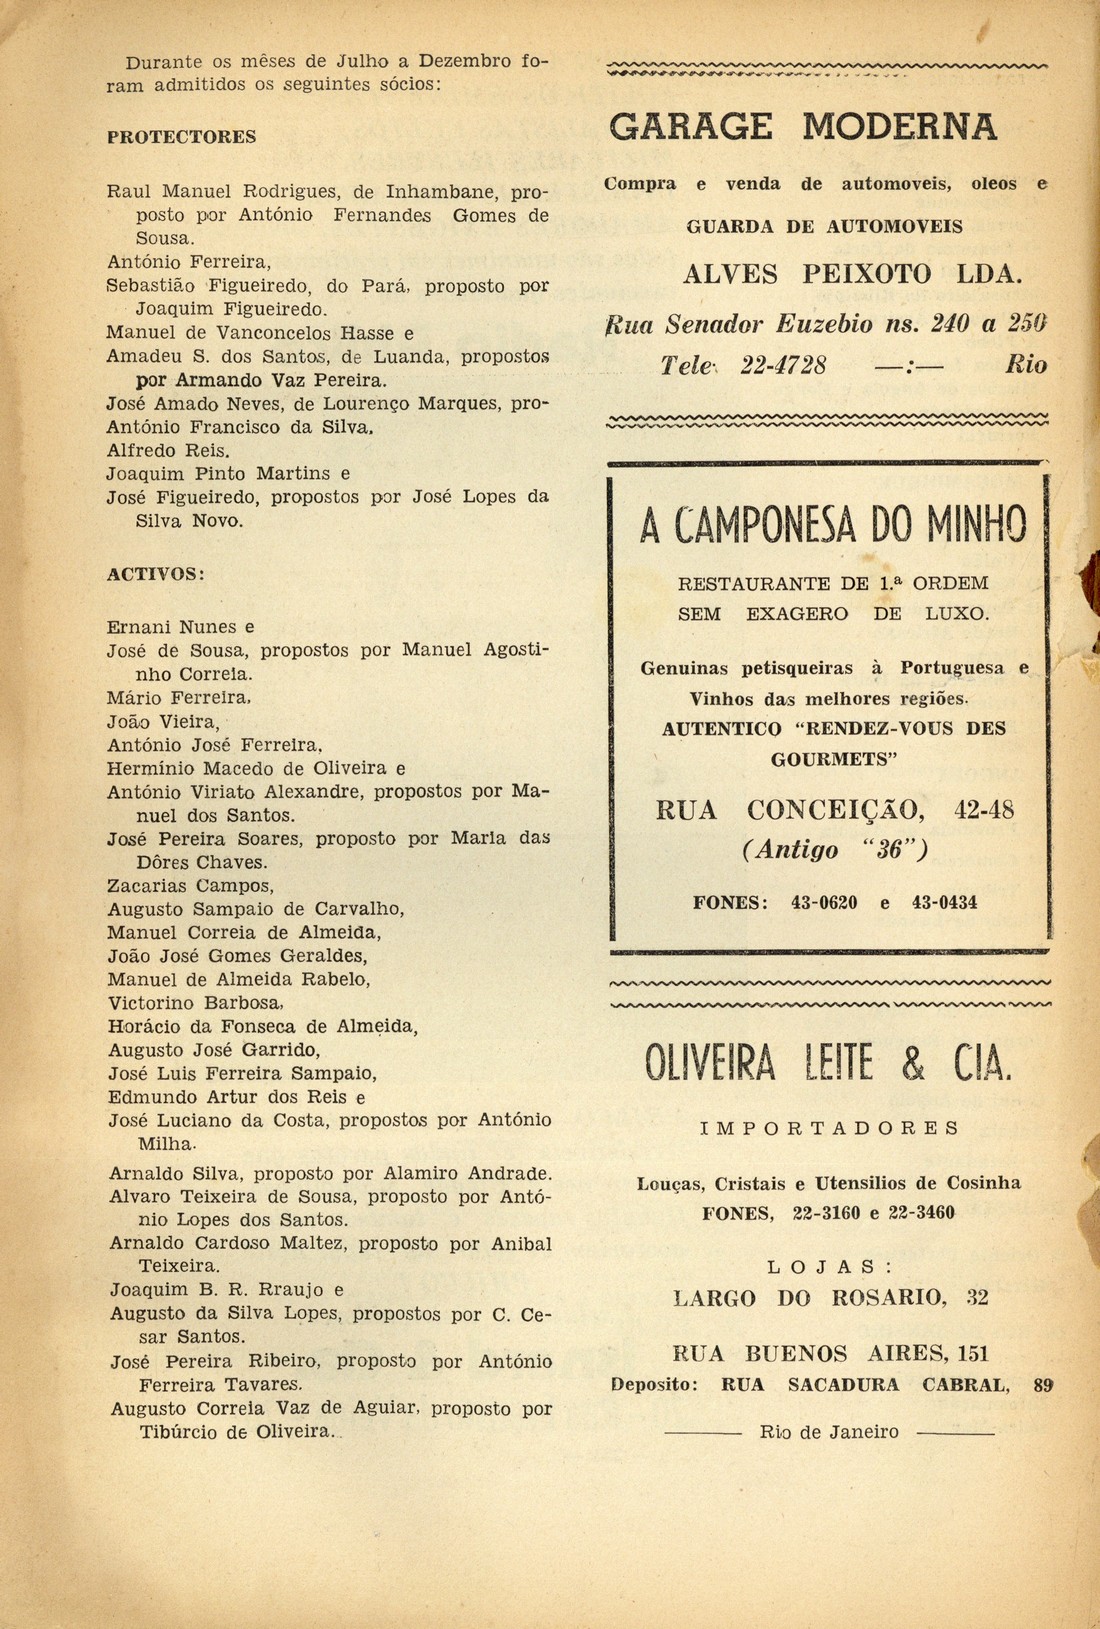 Durante os mêses de Julho a Dezembro fo-
ram admitidos os seguintes sócios:
PROTECTORES
Raul Manuel Rodrigues, de Inhambane, pro-
posto por António Fernandes Gomes de
Sousa.
António Ferreira,
Sebastião Figueiredo, do Pará, proposto por
Joaquim Figueiredo.
Manuel de Vanconcelos Hasse e
Amadeu S. dos Santos, de Luanda, propostos
por Armando Vaz Pereira.
José Amado Neves, de Lourenço Marques, pro-
António Francisco da Silva.
Alfredo Reis.
Joaquim Pinto Martins e
José Figueiredo, propostos por José Lopes da
Silva Novo.
ACTIVOS:
Ernani Nunes e
José de Sousa, propostos por Manuel Agosti-
nho Correia.
Mário Ferreira,
João Vieira,
António José Ferreira,
Hermínio Macedo de Oliveira e
António Viriato Alexandre, propostos por Ma-
nuel dos Santos.
José Pereira Soares, proposto por Maria das
Dôres Chaves.
Zacarias Campos,
Augusto Sampaio de Carvalho,
Manuel Correia de Almeida,
João José Gomes Geraldes,
Manuel de Almeida Rabelo,
Victorino Barbosa,
Horácio da Fonseca de Almeida,
Augusto José Garrido,
José Luis Ferreira Sampaio,
Edmundo Artur dos Reis e
José Luciano da Costa, propostos por António
Milha.
Arnaldo Silva, proposto por Alamiro Andrade.
Alvaro Teixeira de Sousa, proposto por Antó-
nio Lopes dos Santos.
Arnaldo Cardoso Maltez, proposto por Anibal
Teixeira.
Joaquim B. R. Rraujo e
Augusto da Silva Lopes, propostos por C. Ce-
sar Santos.
José Pereira Ribeiro, proposto por António
Ferreira Tavares.
Augusto Correia Vaz de Aguiar, proposto por
Tibúrcio de Oliveira.
GARAGE MODERNA
Compra e venda de automoveis, oleos e
GUARDA DE AUTOMOVEIS
ALVES PEIXOTO LDA.
Rua Senador Euzebio ns. 240 a 250
Tele. 22-4728 —:— Rio
A CAMPONESA DO MINHO
RESTAURANTE DE 1.ª ORDEM
SEM EXAGERO DE LUXO.
Genuinas petisqueiras à Portuguesa e
Vinhos das melhores regiões.
AUTENTICO "RENDEZ-VOUS DES
GOURMETS"
RUA CONCEIÇÃO, 42-48
(Antigo "36")
FONES: 43-0620 e 43-0434
OLIVEIRA LEITE & CIA.
IMPORTADORES
Louças, Cristais e Utensilios de Cosinha
FONES, 22-3160 e 22-3460
LOJAS:
LARGO DO ROSARIO, 32
RUA BUENOS AIRES, 151
Deposito: RUA SACADURA CABRAL, 89
Rio de Janeiro